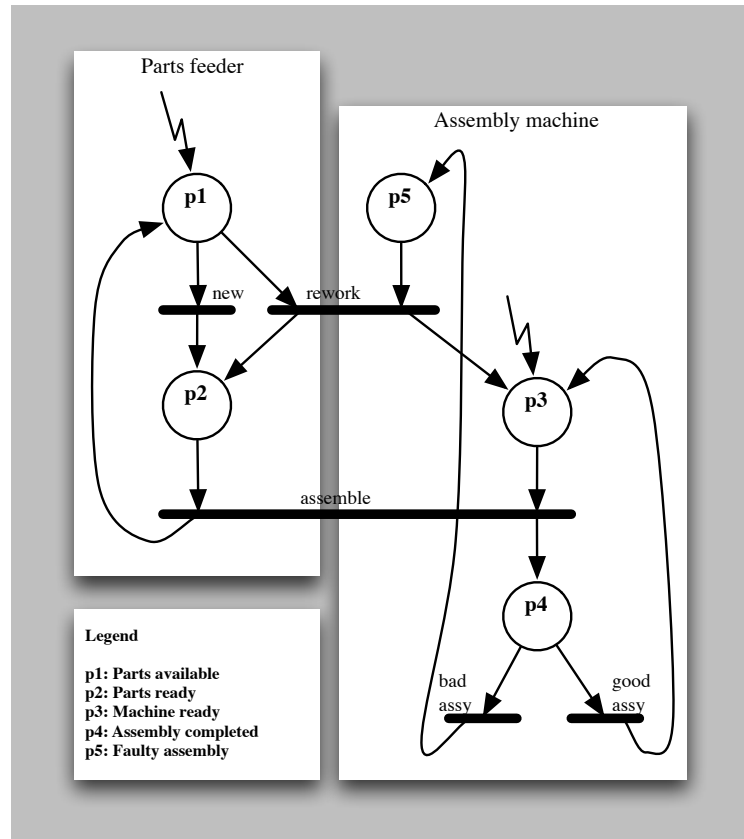 Parts feeder
Assembly machine
p1
p5
new
rework
p2
p3
assemble
p4
bad
assy
good
assy
Legend
p1: Parts available
p2: Parts ready
p3: Machine ready
p4: Assembly completed
p5: Faulty assembly